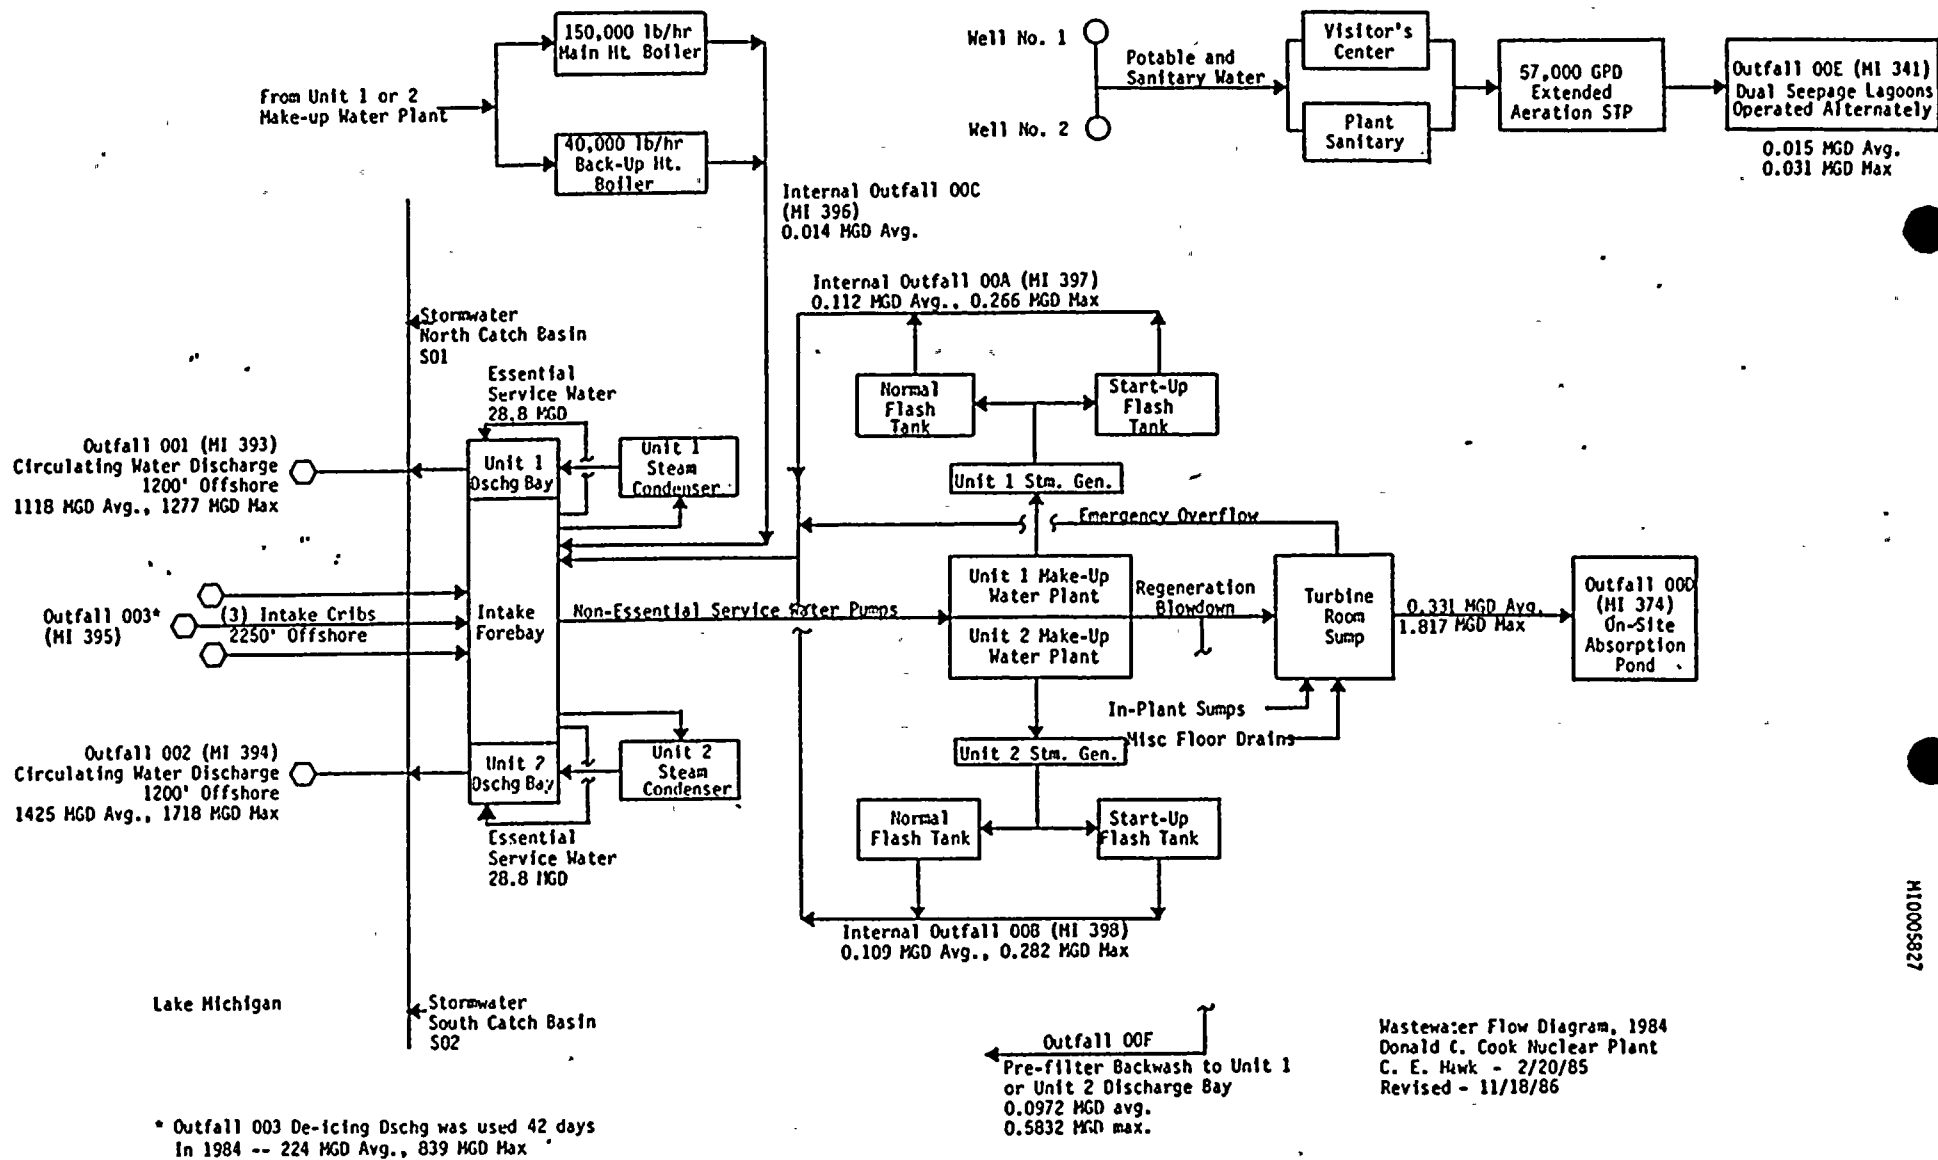 150,000 lb/hr
Main Ht. Boiler
From Unit 1 or 2
Make-up Water Plant
40,000 lb/hr
Back-Up Ht.
Boiler
Well No. 1
Well No. 2
Potable and
Sanitary Water
Visitor's
Center
Plant
Sanitary
57,000 GPD
Extended
Aeration STP
Outfall 00E (MI 341)
Dual Seepage Lagoons
Operated Alternately
0.015 MGD Avg.
0.031 MGD Max
Internal Outfall 00C
(MI 396)
0.014 MGD Avg.
Internal Outfall 00A (MI 397)
0.112 MGD Avg., 0.266 MGD Max
Stormwater
North Catch Basin
S01
Essential
Service Water
28.8 MGD
Normal
Flash
Tank
Start-Up
Flash
Tank
Outfall 001 (MI 393)
Circulating Water Discharge
1200' Offshore
1118 MGD Avg., 1277 MGD Max
Unit 1
Dschg Bay
Unit 1
Steam
Condenser
Unit 1 Stm. Gen.
Emergency Overflow
Outfall 003*
(MI 395)
(3) Intake Cribs
2250' Offshore
Intake
Forebay
Non-Essential Service Water Pumps
Unit 1 Make-Up
Water Plant
Unit 2 Make-Up
Water Plant
Regeneration
Blowdown
Turbine
Room
Sump
0.331 MGD Avg.
1.817 MGD Max
Outfall 00D
(MI 374)
On-Site
Absorption
Pond
In-Plant Sumps
Misc Floor Drains
Outfall 002 (MI 394)
Circulating Water Discharge
1200' Offshore
1425 MGD Avg., 1718 MGD Max
Unit 2
Dschg Bay
Unit 2
Steam
Condenser
Unit 2 Stm. Gen.
Essential
Service Water
28.8 MGD
Normal
Flash Tank
Start-Up
Flash Tank
Internal Outfall 00B (MI 398)
0.109 MGD Avg., 0.282 MGD Max
MI0005827
Lake Michigan
Stormwater
South Catch Basin
S02
Outfall 00F
Pre-filter Backwash to Unit 1
or Unit 2 Discharge Bay
0.0972 MGD avg.
0.5832 MGD max.
Wastewater Flow Diagram, 1984
Donald C. Cook Nuclear Plant
C. E. Hawk - 2/20/85
Revised - 11/18/86
* Outfall 003 De-icing Dschg was used 42 days
In 1984 -- 224 MGD Avg., 839 MGD Max